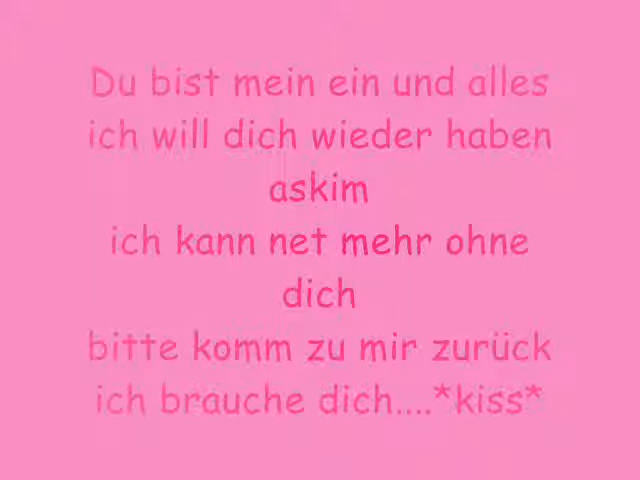 Du bist mein ein und alles
ich will dich wieder haben
askim
ich kann net mehr ohne
dich
bitte komm zu mir zurück
ich brauche dich....*kiss*